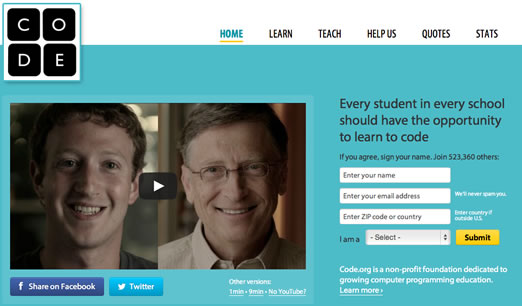 CO
DE
HOME LEARN TEACH HELP US QUOTES STATS
Every student in every school
should have the opportunity
to learn to code
If you agree, sign your name. Join 523,360 others:
Enter your name
Enter your email address
We'll never spam you.
Enter ZIP code or country
Enter country if
outside U.S.
I am a - Select - Submit
Share on Facebook Twitter
Other versions:
1min • 9min • No YouTube?
Code.org is a non-profit foundation dedicated to
growing computer programming education.
Learn more ›